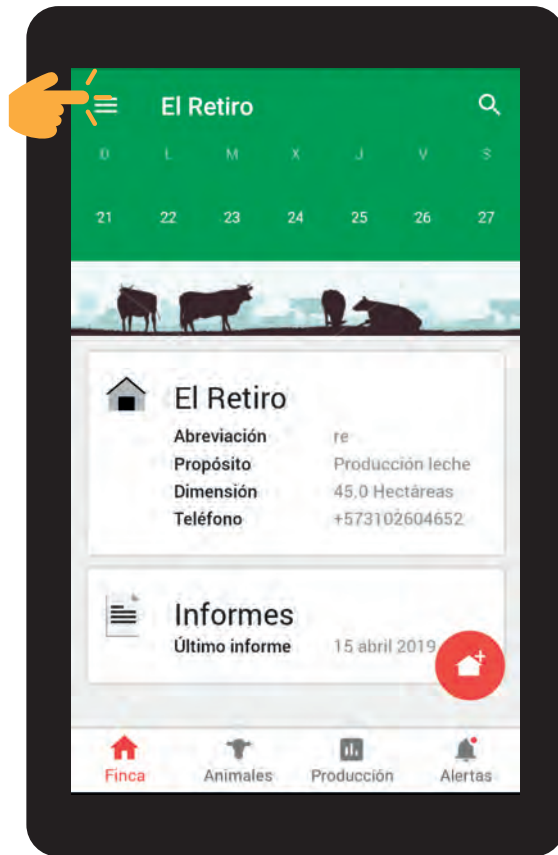 El Retiro
D L M X J V S
21 22 23 24 25 26 27
El Retiro
Abreviación re
Propósito Producción leche
Dimensión 45,0 Hectáreas
Teléfono +573102604652
Informes
Último informe 15 abril 2019
Finca Animales Producción Alertas